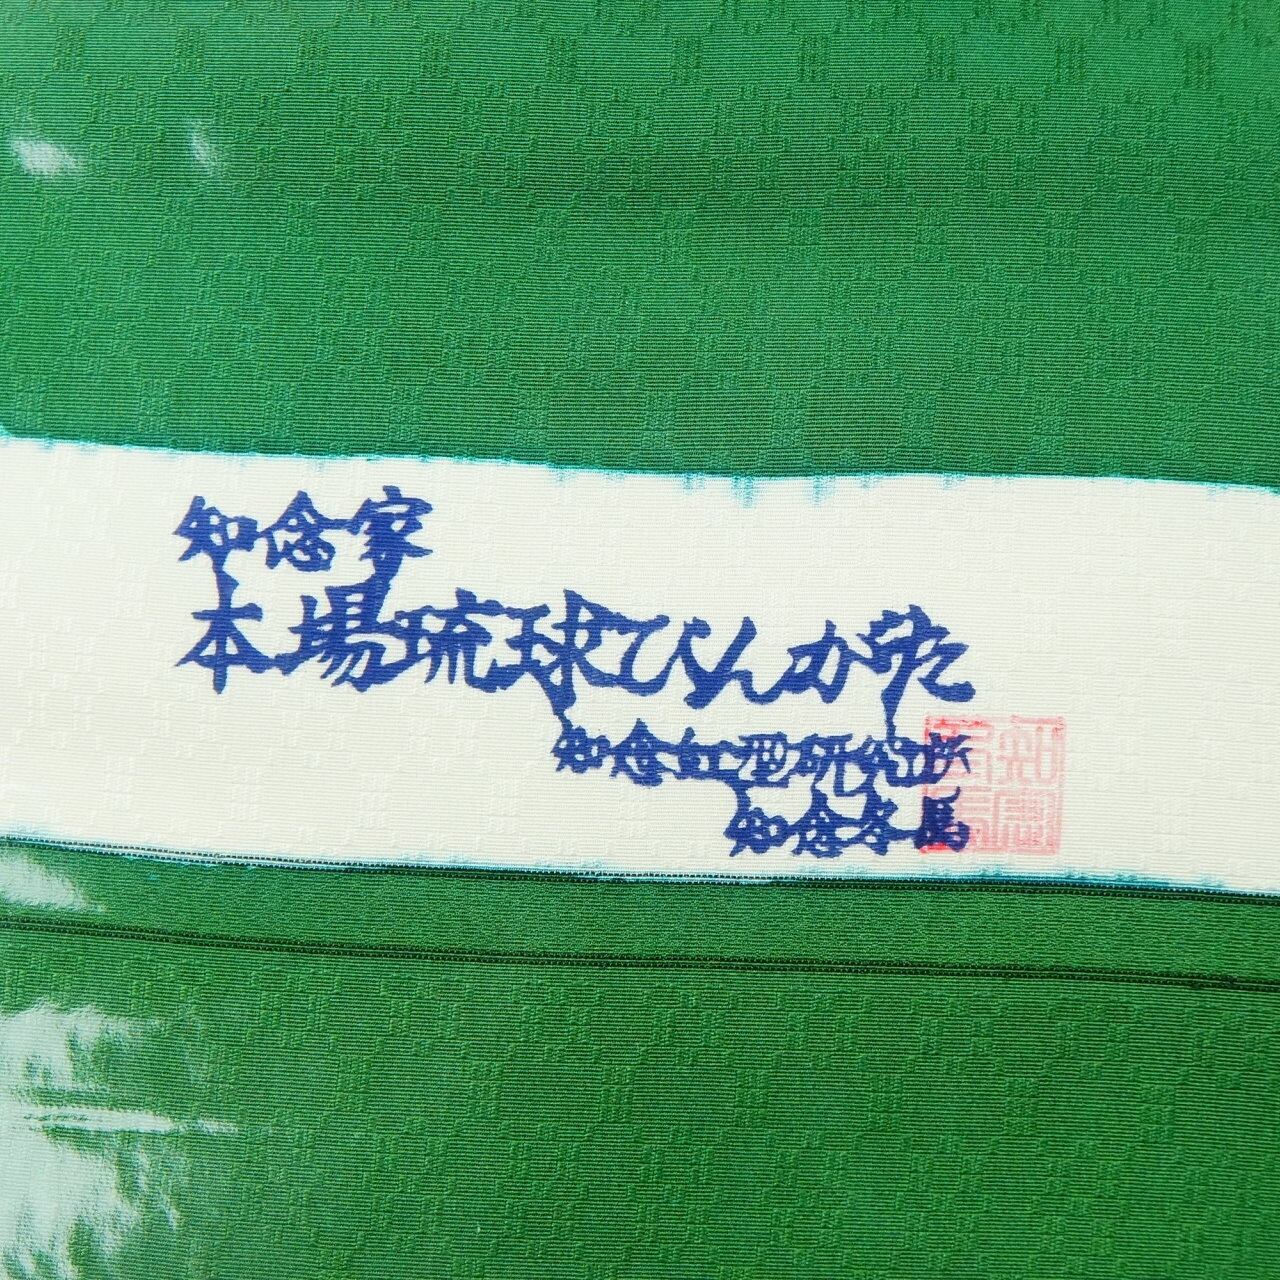 知念家
本場琉球びんがた
知念紅型研究所
知念冬馬